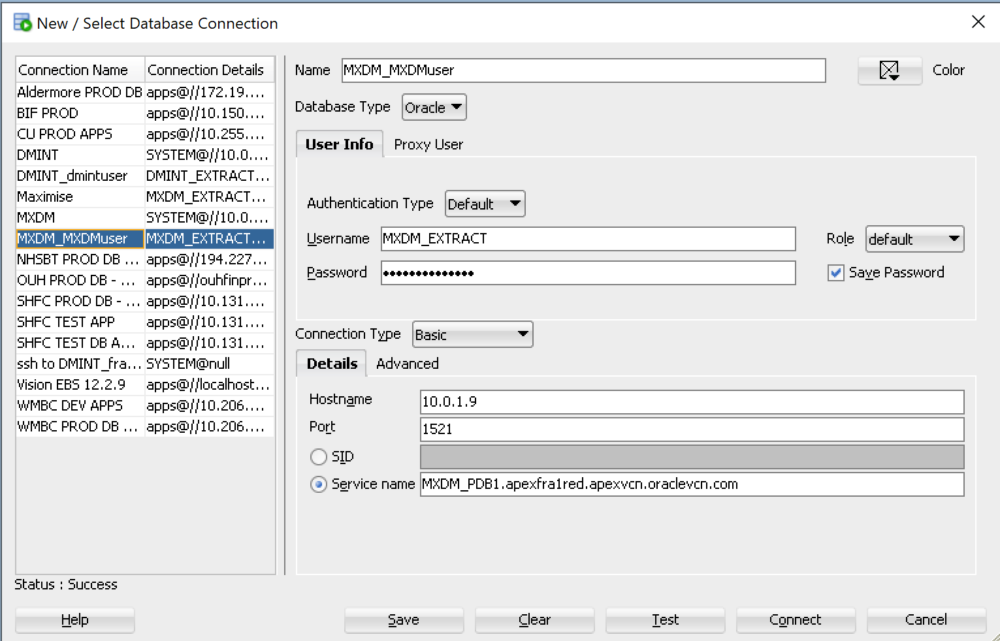 New / Select Database Connection
Connection Name Connection Details
Aldermore PROD DB apps@//172.19....
BIF PROD apps@//10.150....
CU PROD APPS apps@//10.255....
DMINT SYSTEM@//10.0....
DMINT_dmintuser DMINT_EXTRACT...
Maximise MXDM_EXTRACT...
MXDM SYSTEM@//10.0....
MXDM_MXDMuser MXDM_EXTRACT...
NHSBT PROD DB ... apps@//194.227...
OUH PROD DB - ... apps@//ouhfinpr...
SHFC PROD DB - ... apps@//10.131....
SHFC TEST APP apps@//10.131....
SHFC TEST DB A... apps@//10.131....
ssh to DMINT_fra... SYSTEM@null
Vision EBS 12.2.9 apps@//localhost...
WMBC DEV APPS apps@//10.206....
WMBC PROD DB ... apps@//10.206....
Status : Success
Name MXDM_MXDMuser Color
Database Type Oracle
User Info Proxy User
Authentication Type Default
Username MXDM_EXTRACT Role default
Password •••••••••••••• Save Password
Connection Type Basic
Details Advanced
Hostname 10.0.1.9
Port 1521
SID
Service name MXDM_PDB1.apexfra1red.apexvcn.oraclevcn.com
Help Save Clear Test Connect Cancel